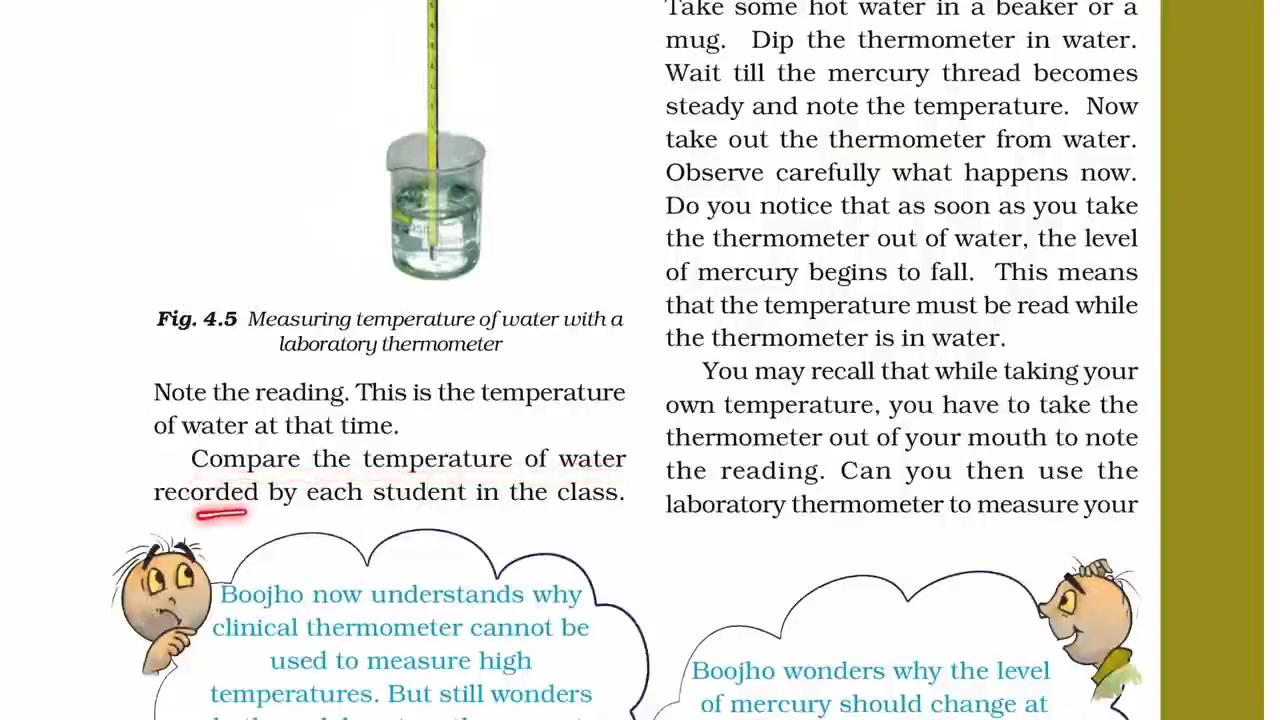 Fig. 4.5 Measuring temperature of water with a
laboratory thermometer
Note the reading. This is the temperature
of water at that time.
Compare the temperature of water
recorded by each student in the class.
Boojho now understands why
clinical thermometer cannot be
used to measure high
temperatures. But still wonders
Take some hot water in a beaker or a
mug. Dip the thermometer in water.
Wait till the mercury thread becomes
steady and note the temperature. Now
take out the thermometer from water.
Observe carefully what happens now.
Do you notice that as soon as you take
the thermometer out of water, the level
of mercury begins to fall. This means
that the temperature must be read while
the thermometer is in water.
You may recall that while taking your
own temperature, you have to take the
thermometer out of your mouth to note
the reading. Can you then use the
laboratory thermometer to measure your
Boojho wonders why the level
of mercury should change at